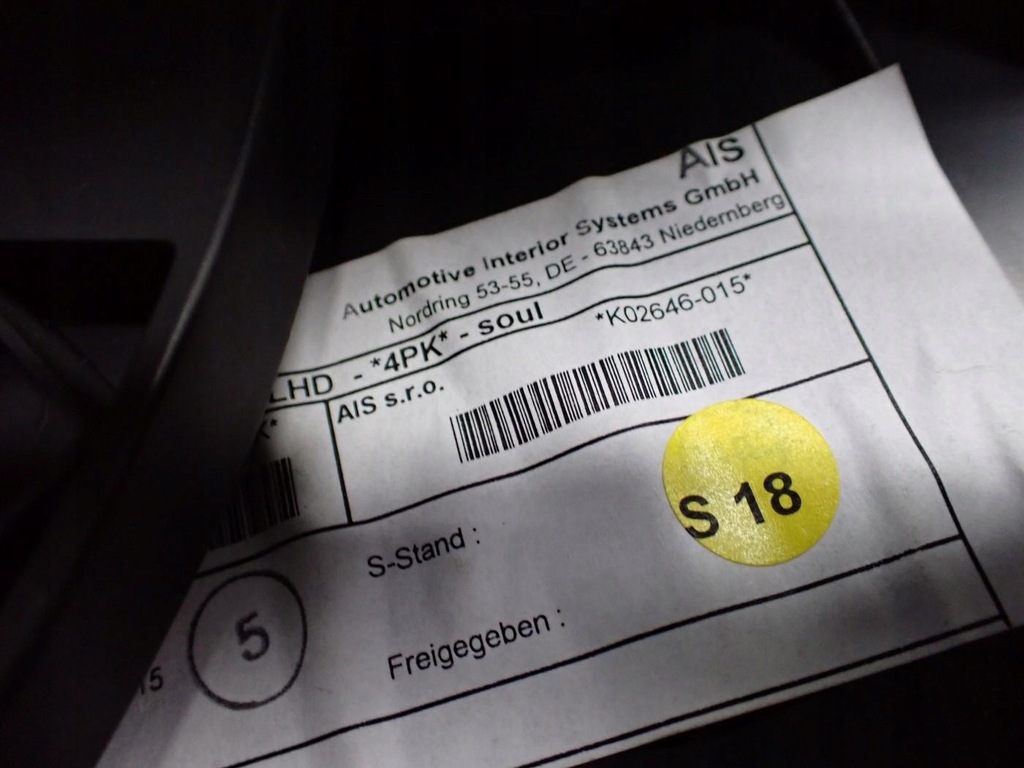 AIS
Automotive Interior Systems GmbH
Nordring 53-55, DE - 63843 Niedernberg
LHD - *4PK* - soul
K*
AIS s.r.o.
*K02646-015*
S-Stand :
S 18
5
Freigegeben :
15